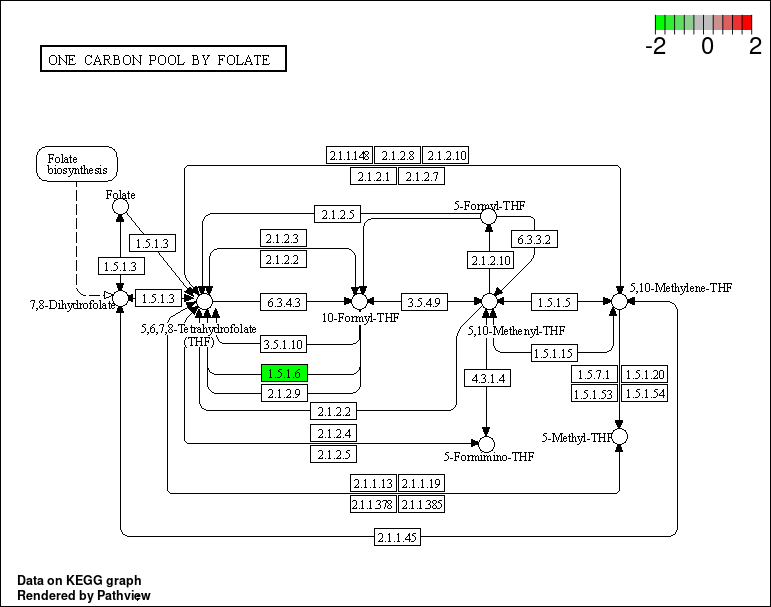 -2 0 2
ONE CARBON POOL BY FOLATE
2.1.1.148 2.1.2.8 2.1.2.10
2.1.2.1 2.1.2.7
Folate
biosynthesis
Folate
5-Formyl-THF
2.1.2.5
1.5.1.3
2.1.2.3
6.3.3.2
2.1.2.2
2.1.2.10
1.5.1.3
5,10-Methylene-THF
7,8-Dihydrofolate
1.5.1.3
6.3.4.3
3.5.4.9
1.5.1.5
10-Formyl-THF
5,6,7,8-Tetrahydrofolate
(THF)
5,10-Methenyl-THF
3.5.1.10
1.5.1.15
1.5.1.6
4.3.1.4
1.5.7.1 1.5.1.20
2.1.2.9
1.5.1.53 1.5.1.54
2.1.2.2
2.1.2.4
5-Methyl-THF
2.1.2.5
5-Formimino-THF
2.1.1.13 2.1.1.19
2.1.1.378 2.1.1.385
2.1.1.45
Data on KEGG graph
Rendered by Pathview